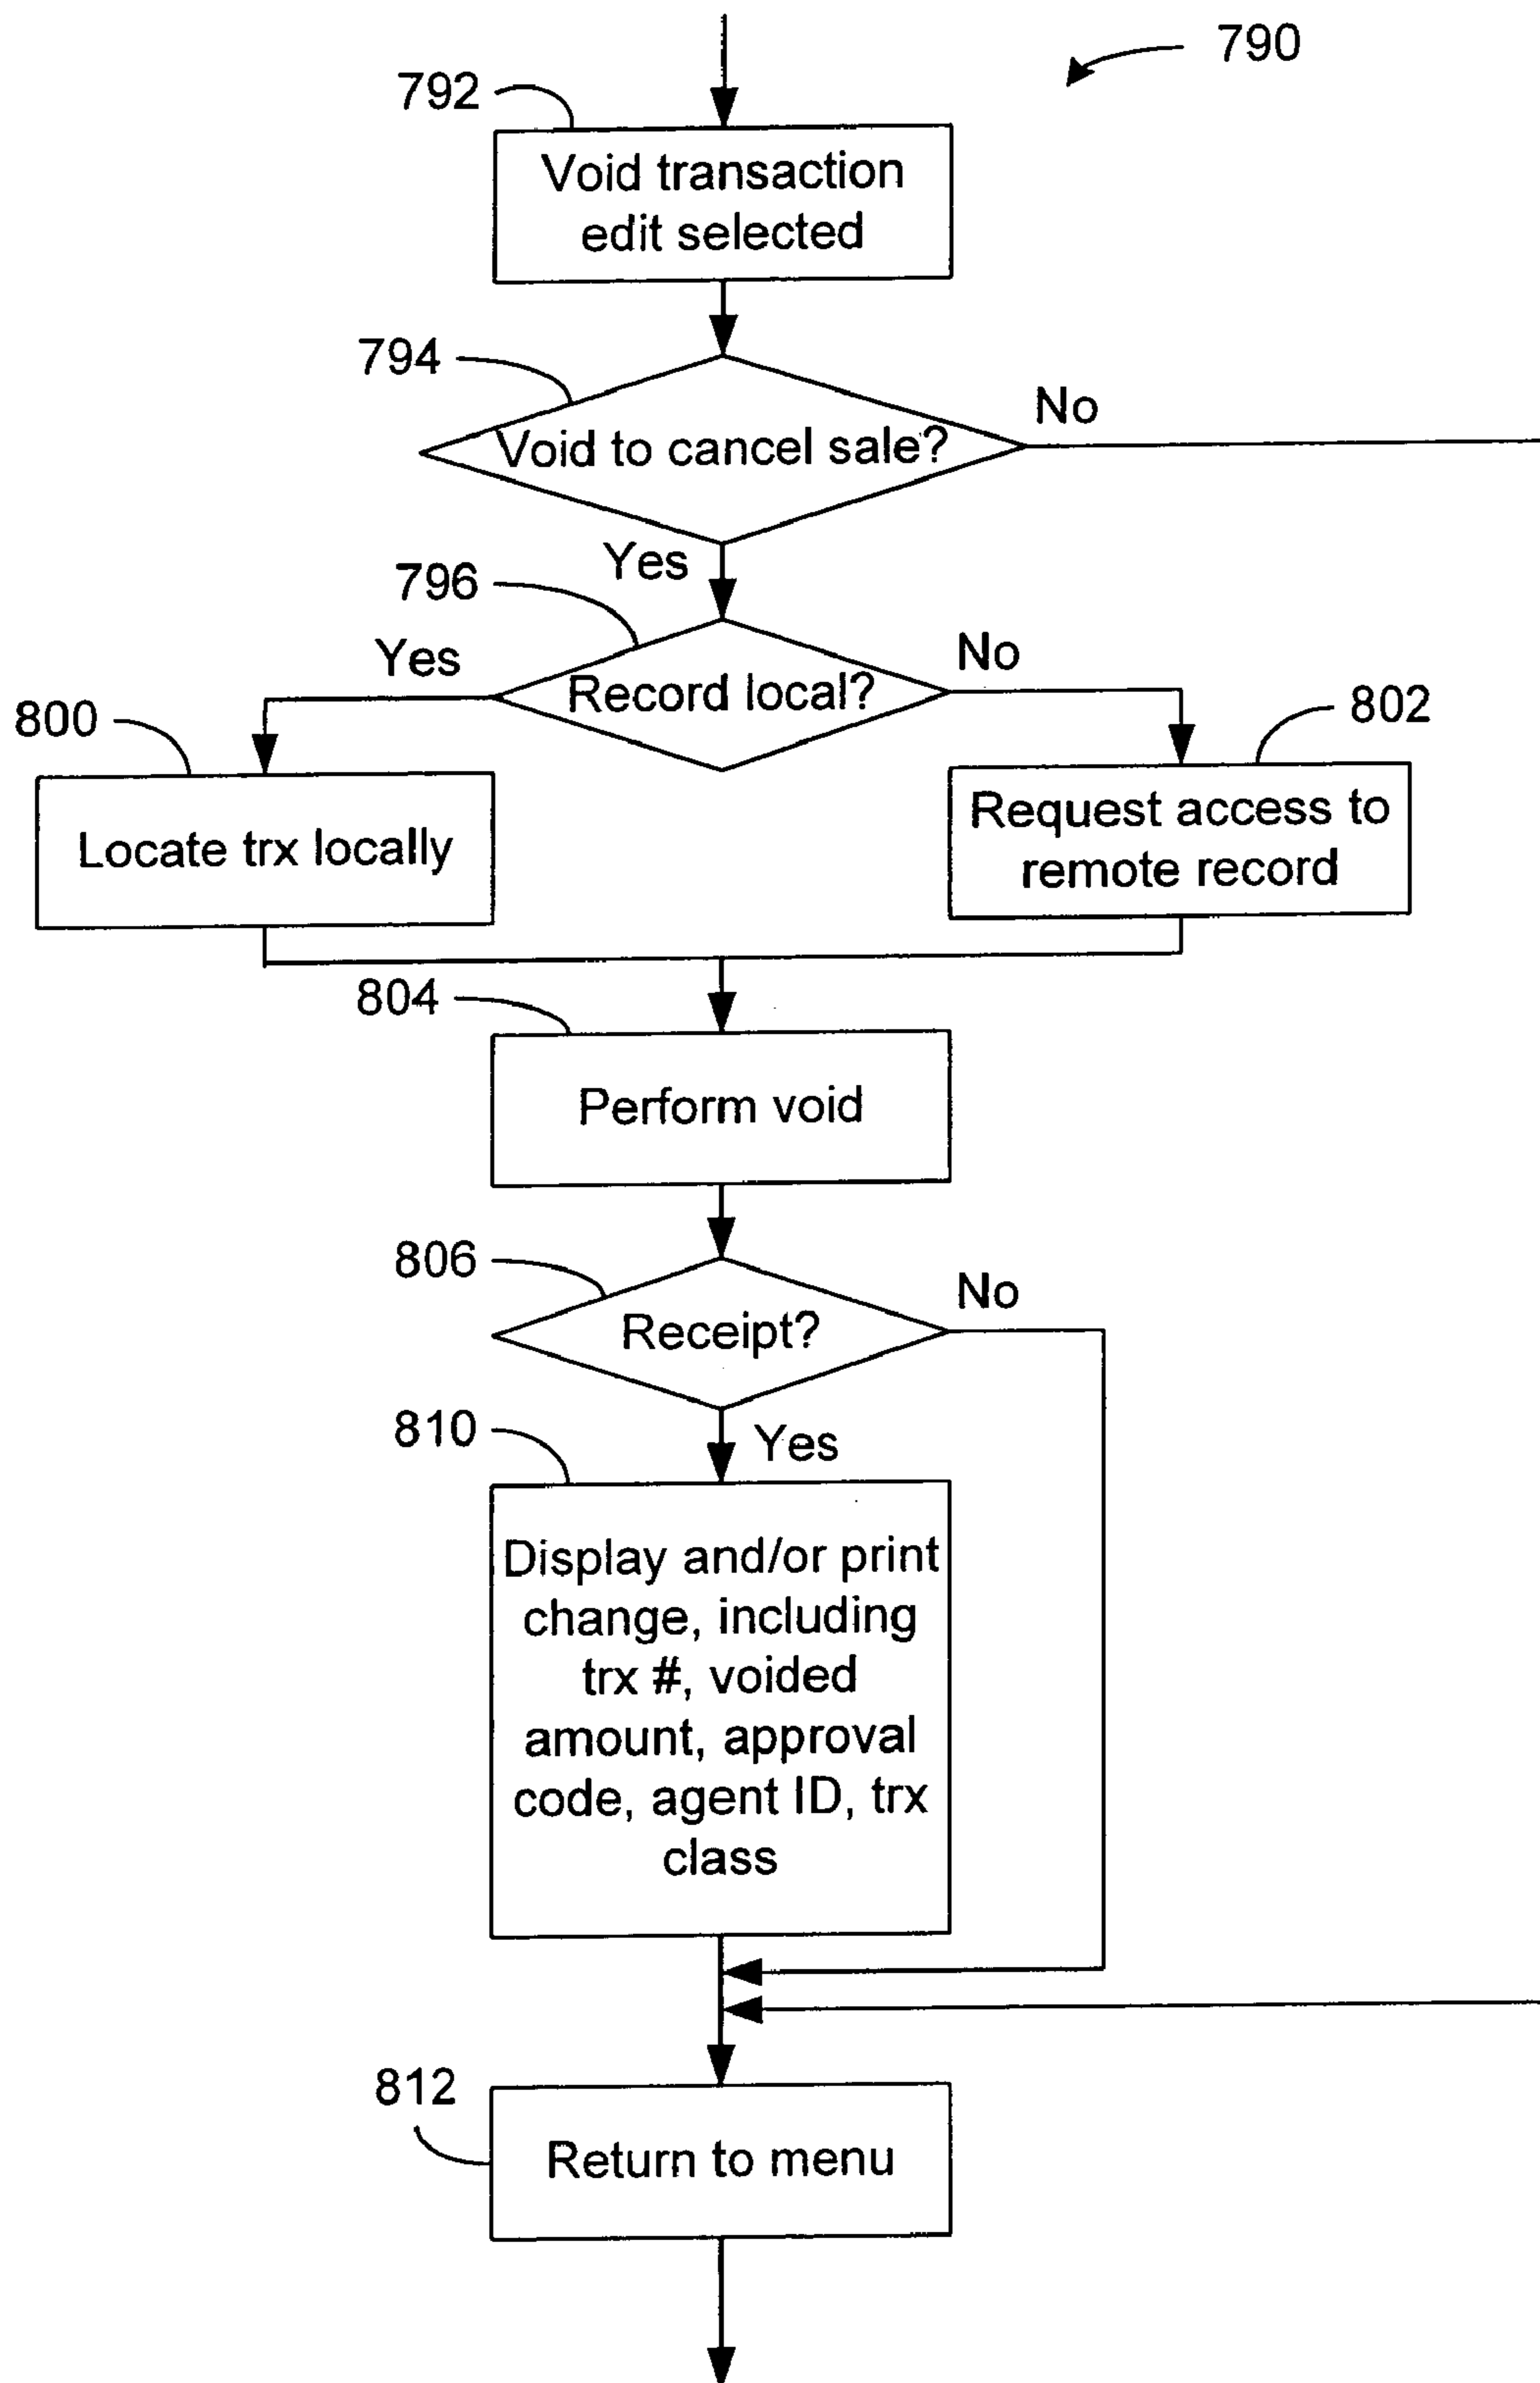 790
792
Void transaction
edit selected
794
No
Void to cancel sale?
Yes
796
Yes
No
Record local?
800
802
Locate trx locally
Request access to
remote record
804
Perform void
806
No
Receipt?
810
Yes
Display and/or print
change, including
trx #, voided
amount, approval
code, agent ID, trx
class
812
Return to menu